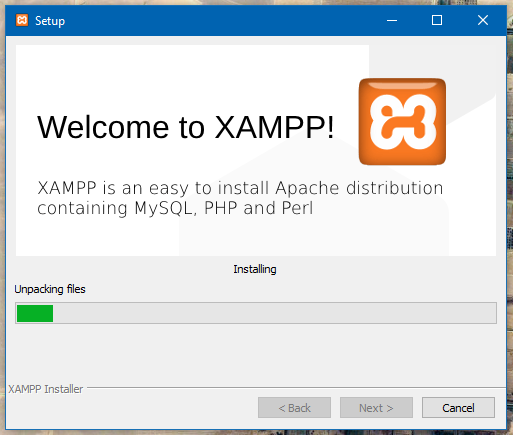 Setup
Welcome to XAMPP!
XAMPP is an easy to install Apache distribution
containing MySQL, PHP and Perl
Installing
Unpacking files
XAMPP Installer
< Back
Next >
Cancel